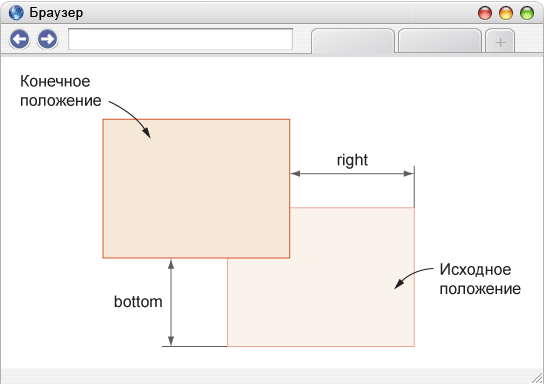 Браузер
+
Конечное
положение
right
bottom
Исходное
положение